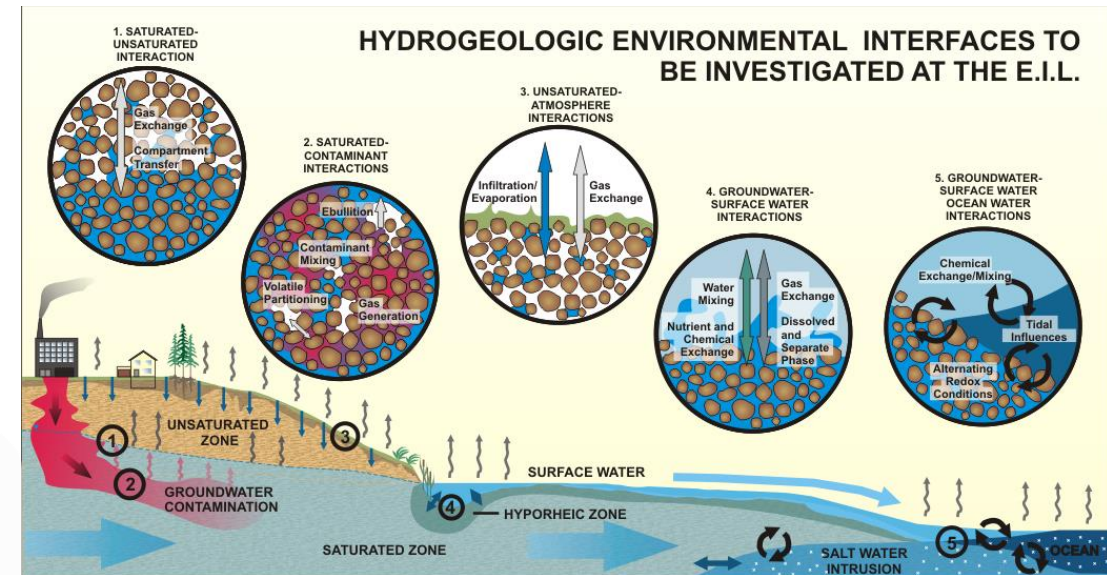 HYDROGEOLOGIC ENVIRONMENTAL INTERFACES TO
BE INVESTIGATED AT THE E.I.L.
1. SATURATED-
UNSATURATED
INTERACTION
Gas
Exchange
Compartment
Transfer
2. SATURATED-
CONTAMINANT
INTERACTIONS
Ebullition
Contaminant
Mixing
Volatile
Partitioning
Gas
Generation
3. UNSATURATED-
ATMOSPHERE
INTERACTIONS
Infiltration/
Evaporation
Gas
Exchange
4. GROUNDWATER-
SURFACE WATER
INTERACTIONS
Water
Mixing
Nutrient and
Chemical
Exchange
Gas
Exchange
Dissolved
and
Separate
Phase
5. GROUNDWATER-
SURFACE WATER
OCEAN WATER
INTERACTIONS
Chemical
Exchange/Mixing
Tidal
Influences
Alternating
Redox
Conditions
UNSATURATED
ZONE
1
2
3
GROUNDWATER
CONTAMINATION
SURFACE WATER
4
HYPORHEIC ZONE
SATURATED ZONE
SALT WATER
INTRUSION
5
OCEAN